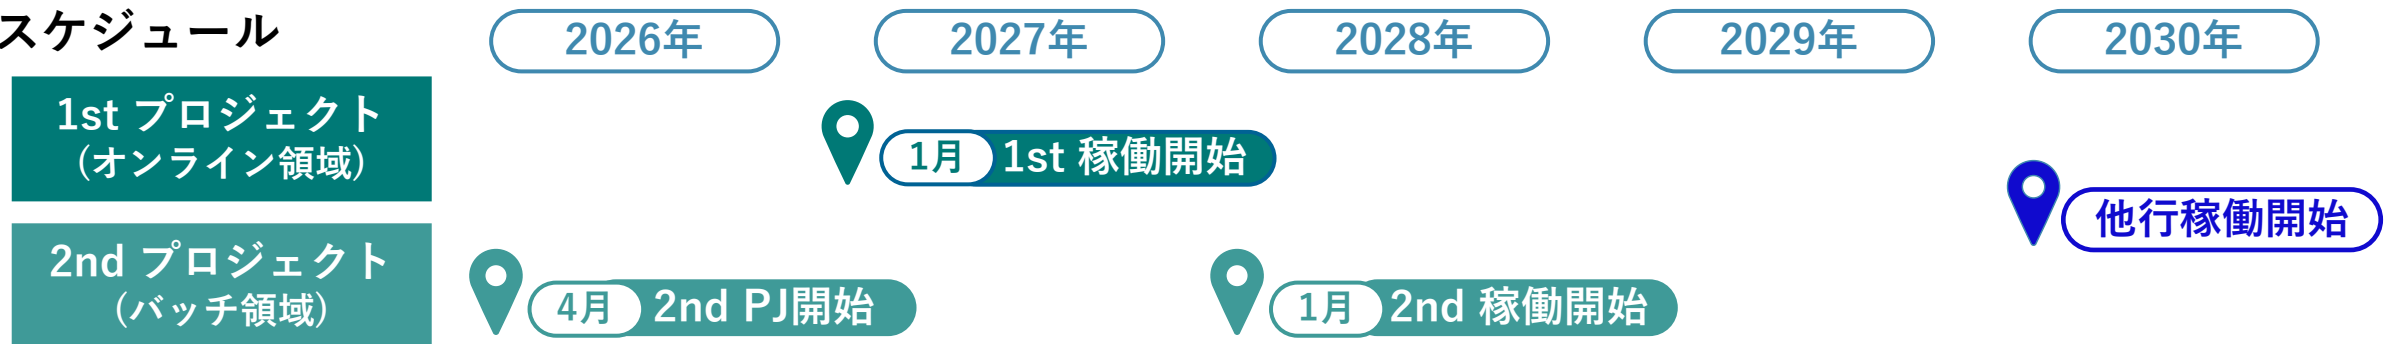 スケジュール
2026年 2027年 2028年 2029年 2030年
1st プロジェクト
(オンライン領域)
1月 1st 稼働開始
他行稼働開始
2nd プロジェクト
(バッチ領域)
4月 2nd PJ開始
1月 2nd 稼働開始